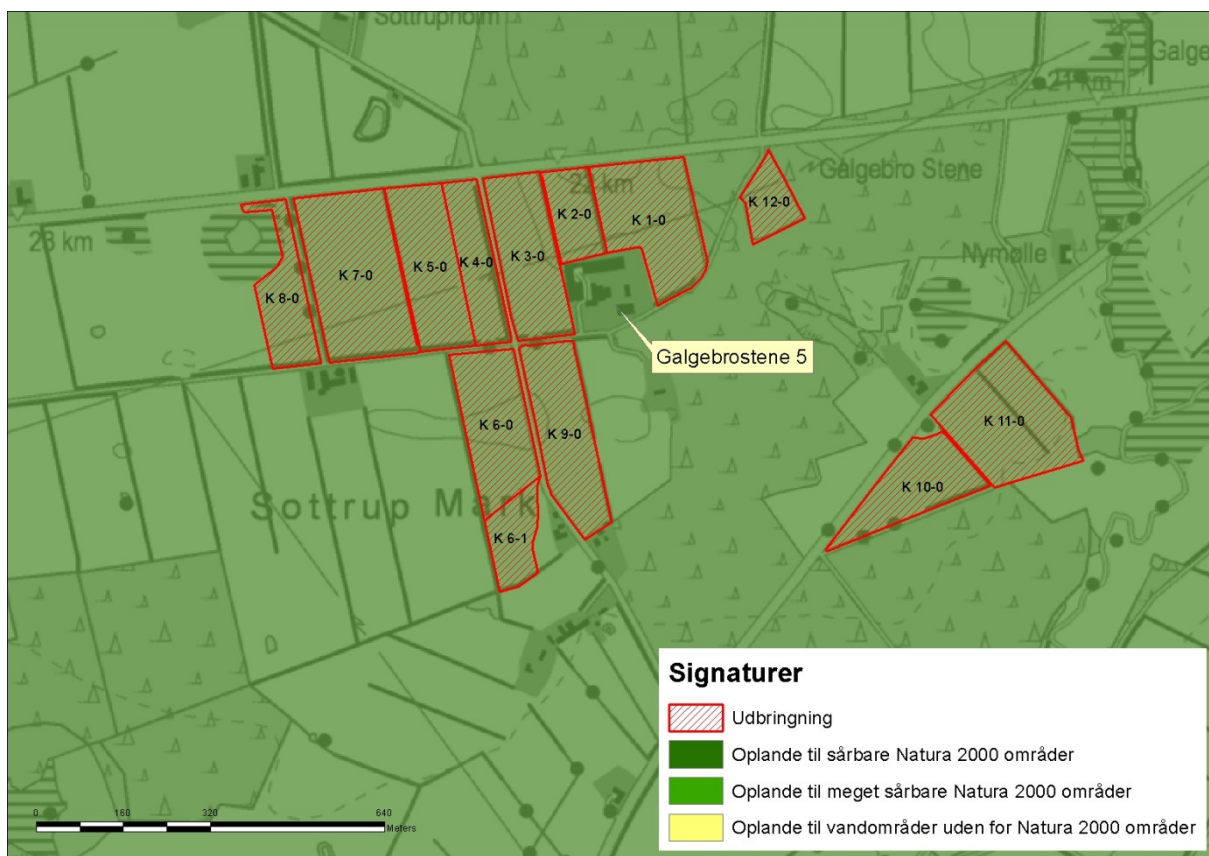 Sottrupholm
21 km
Galge
Galgebro Stene
22 km
K 12-0
K 2-0
K 1-0
K 3-0
K 4-0
K 5-0
K 7-0
K 8-0
23 km
Nymølle
Galgebrostene 5
K 6-0
K 9-0
K 11-0
K 10-0
Sottrup Mark
K 6-1
Signaturer
Udbringning
Oplande til sårbare Natura 2000 områder
Oplande til meget sårbare Natura 2000 områder
Oplande til vandområder uden for Natura 2000 områder
0 160 320 640
Meters